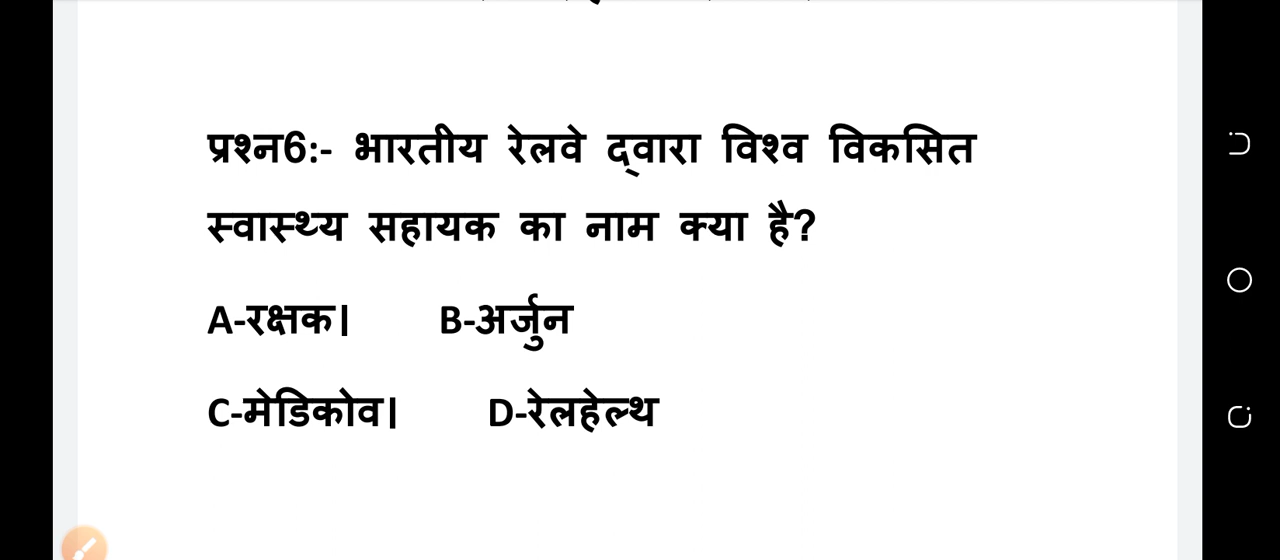 प्रश्न6:- भारतीय रेलवे द्वारा विश्व विकसित
स्वास्थ्य सहायक का नाम क्या है?
A-रक्षक। B-अर्जुन
C-मेडिकोव। D-रेलहेल्थ